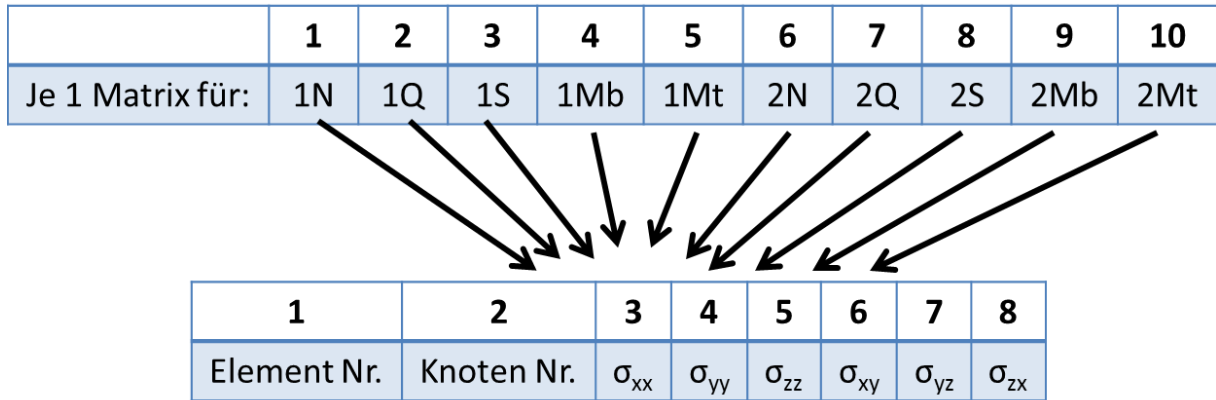 1 2 3 4 5 6 7 8 9 10
Je 1 Matrix für: 1N 1Q 1S 1Mb 1Mt 2N 2Q 2S 2Mb 2Mt
1 2 3 4 5 6 7 8
Element Nr. Knoten Nr. σxx σyy σzz σxy σyz σzx